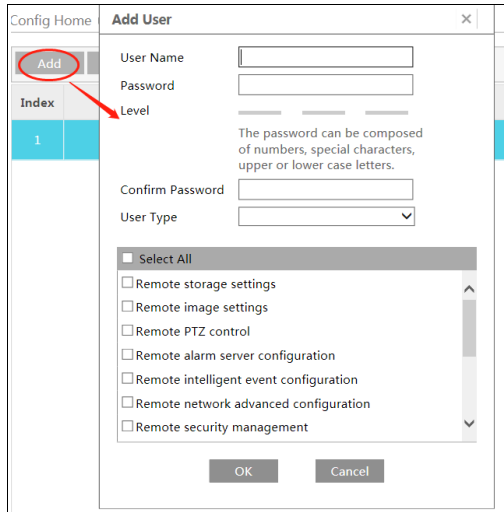 Config Home
Add User
Add
User Name
Password
Index
Level
1
The password can be composed
of numbers, special characters,
upper or lower case letters.
Confirm Password
User Type
Select All
Remote storage settings
Remote image settings
Remote PTZ control
Remote alarm server configuration
Remote intelligent event configuration
Remote network advanced configuration
Remote security management
OK
Cancel